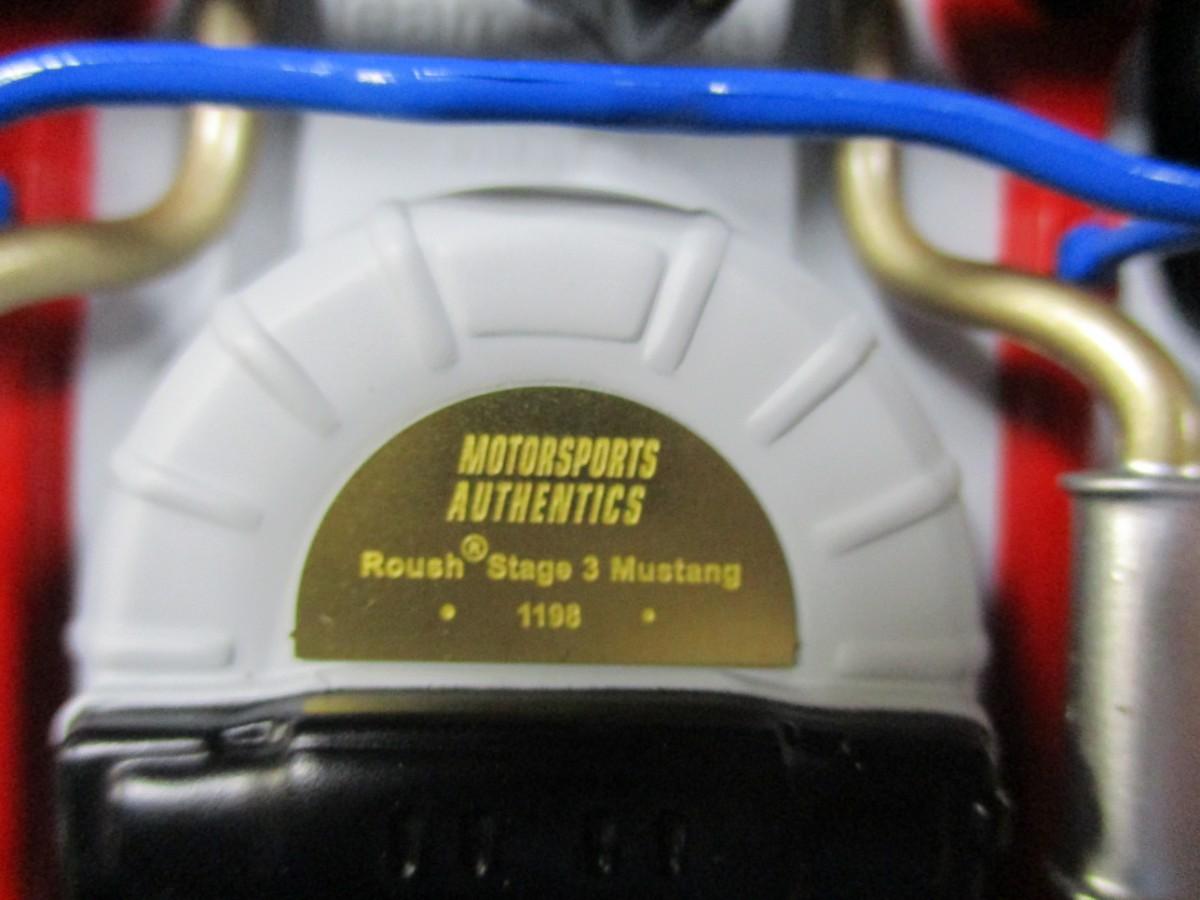 MOTORSPORTS
AUTHENTICS
Roush® Stage 3 Mustang
• 1198 •